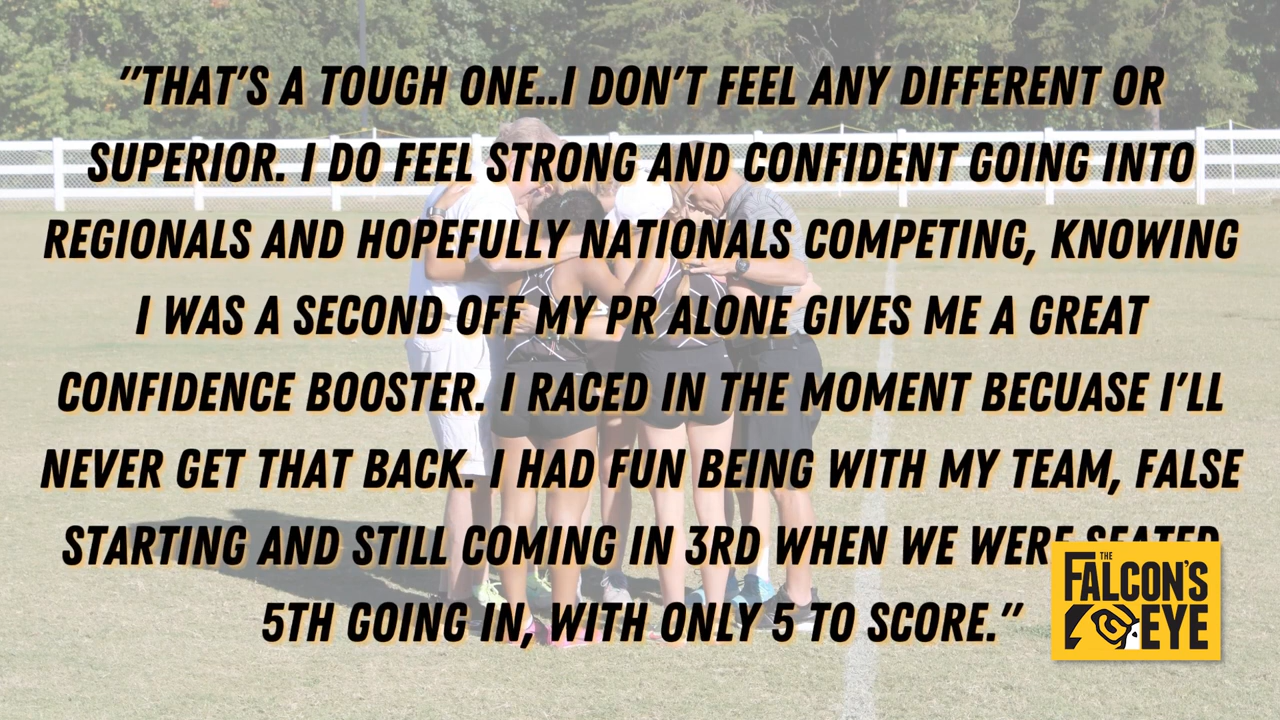 "THAT'S A TOUGH ONE..I DON'T FEEL ANY DIFFERENT OR
SUPERIOR. I DO FEEL STRONG AND CONFIDENT GOING INTO
REGIONALS AND HOPEFULLY NATIONALS COMPETING, KNOWING
I WAS A SECOND OFF MY PR ALONE GIVES ME A GREAT
CONFIDENCE BOOSTER. I RACED IN THE MOMENT BECUASE I'LL
NEVER GET THAT BACK. I HAD FUN BEING WITH MY TEAM, FALSE
STARTING AND STILL COMING IN 3RD WHEN WE WERE SEATED
5TH GOING IN, WITH ONLY 5 TO SCORE."
THE
FALCON'S
EYE